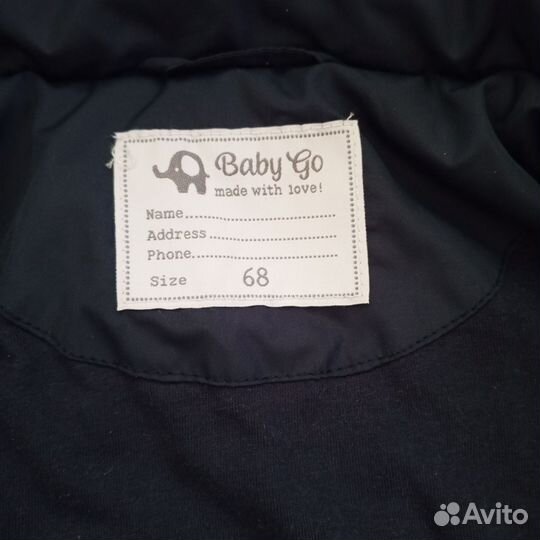 Baby Go
made with love!
Name..........................
Address......................
Phone.........................
Size 68
Avito